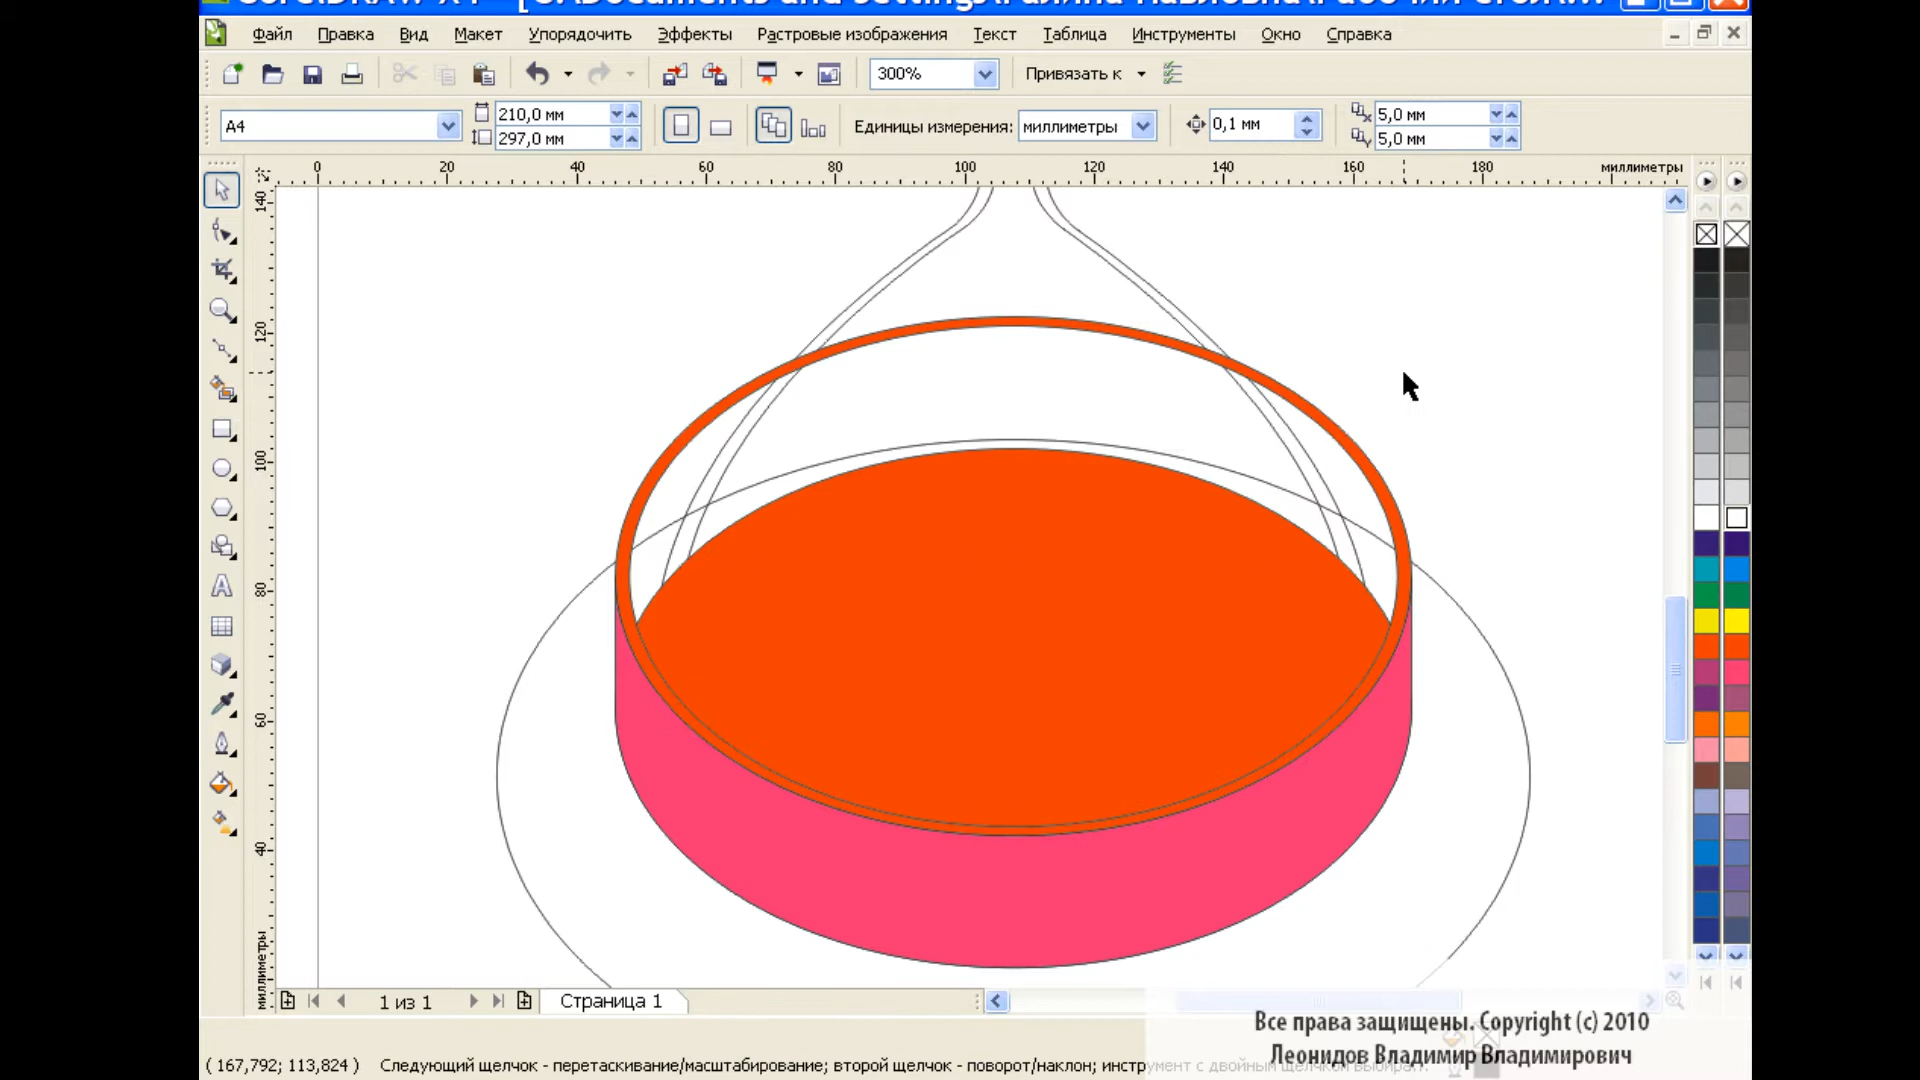 Файл Правка Вид Макет Упорядочить Эффекты Растровые изображения Текст Таблица Инструменты Окно Справка
300% Привязать к
A4 210,0 мм 297,0 мм Единицы измерения: миллиметры 0,1 мм 5,0 мм 5,0 мм
0 20 40 60 80 100 120 140 160 180 миллиметры
140
120
100
80
60
40
миллиметры
1 из 1 Страница 1
Все права защищены. Copyright (c) 2010
Леонидов Владимир Владимирович
( 167,792; 113,824 ) Следующий щелчок - перетаскивание/масштабирование; второй щелчок - поворот/наклон; инструмент с двойным щелчком